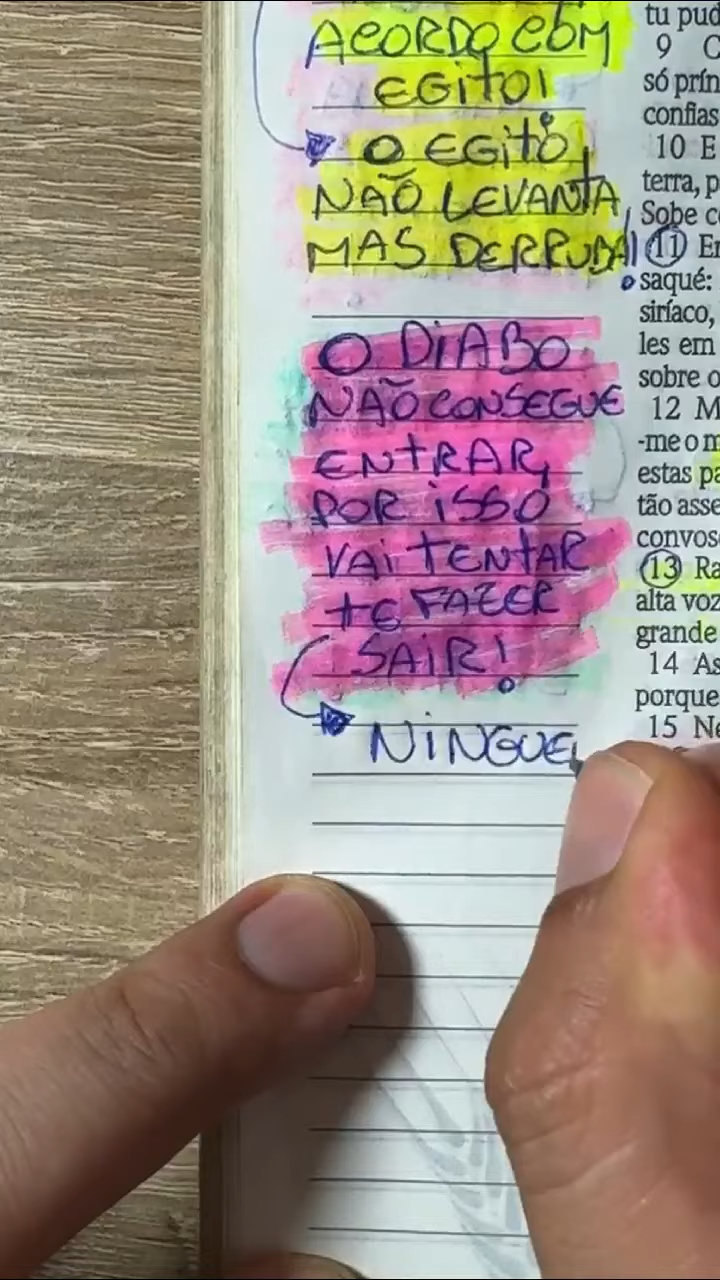 ACORDO COM
EGITO!
O EGITO
NÃO LEVANTA,
MAS DERRUBA!
O DIABO
NÃO CONSEGUE
ENTRAR,
POR ISSO
VAI TENTAR
TE FAZER
SAIR!
NINGUE
tu pud
9 C
só prín
confias
10 E
terra, p
Sobe co
11 En
saqué:
siríaco,
les em
sobre o
12 M
-me o m
estas pa
tão asse
convosc
13 Ra
alta voz
grande
14 As
porque
15 Ne